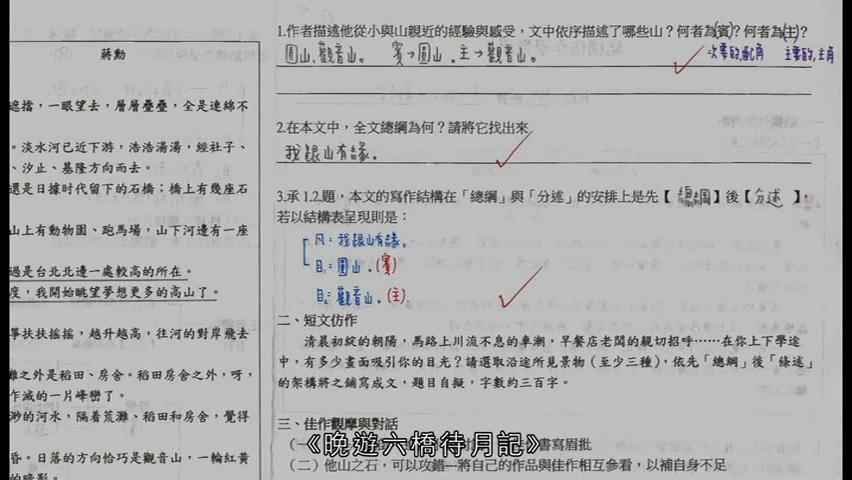 蔣勳
遮擋,一眼望去,層層疊疊,全是連綿不
。淡水河已近下游,浩浩湯湯,經社子、
、汐止、基隆方向而去。
還是日據時代留下的石橋;橋上有幾座石
山上有動物園、跑馬場,山下河邊有一座
過是台北北邊一處較高的所在。
度,我開始眺望夢想更多的高山了。
等扶扶搖搖,越升越高,往河的對岸飛去
之外是稻田、房舍。稻田房舍之外,呀,
作滅的一片峰巒了。
渺的河水,隔著荒灘、稻田和房舍,覺得
昏。日落的方向恰巧是觀音山,一輪紅黃
的暗影。
1.作者描述他從小與山親近的經驗與感受,文中依序描述了哪些山?何者為(賓)?何者為(主)?
圓山、觀音山。 賓→圓山。主→觀音山。
次要的,配角 主要的,主角
2.在本文中,全文總綱為何?請將它找出來
我跟山有緣。
3.承 1.2.題,本文的寫作結構在「總綱」與「分述」的安排上是先【總綱】後【分述】,
若以結構表呈現則是:
凡:我跟山有緣。
目:圓山。(賓)
目:觀音山。(主)
二、短文仿作
清晨初綻的朝陽,馬路上川流不息的車潮,早餐店老闆的親切招呼……在你上下學途
中,有多少畫面吸引你的目光?請選取沿途所見景物(至少三種),依先「總綱」後「條述」
的架構將之鋪寫成文,題目自擬,字數約三百字。
三、佳作觀摩與對話
(一) 書寫眉批
《晚遊六橋待月記》
(二)他山之石,可以攻錯---將自己的作品與佳作相互參看,以補自身不足